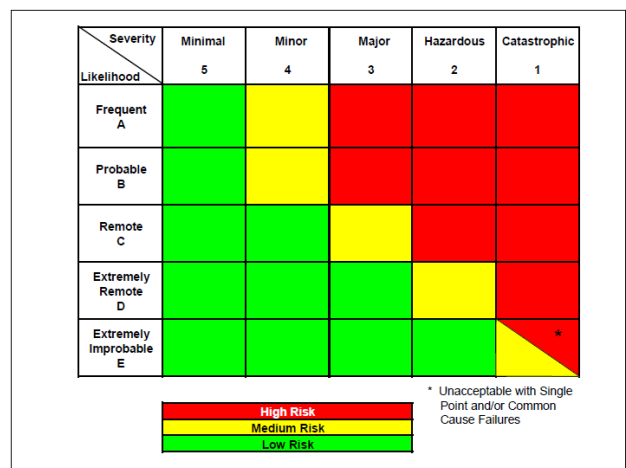 Severity
Likelihood
Minimal
5
Minor
4
Major
3
Hazardous
2
Catastrophic
1
Frequent
A
Probable
B
Remote
C
Extremely
Remote
D
Extremely
Improbable
E
*
* Unacceptable with Single
Point and/or Common
Cause Failures
High Risk
Medium Risk
Low Risk